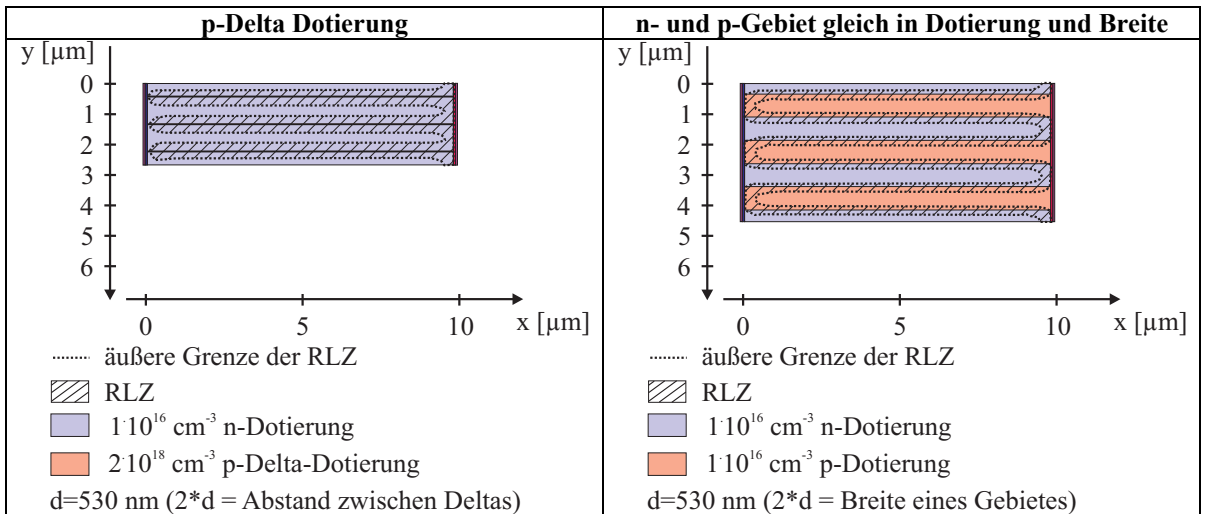 p-Delta Dotierung
y [µm]
0
1
2
3
4
5
6
0 5 10 x [µm]
äußere Grenze der RLZ
RLZ
1·10¹⁶ cm⁻³ n-Dotierung
2·10¹⁸ cm⁻³ p-Delta-Dotierung
d=530 nm (2*d = Abstand zwischen Deltas)
n- und p-Gebiet gleich in Dotierung und Breite
y [µm]
0
1
2
3
4
5
6
0 5 10 x [µm]
äußere Grenze der RLZ
RLZ
1·10¹⁶ cm⁻³ n-Dotierung
1·10¹⁶ cm⁻³ p-Dotierung
d=530 nm (2*d = Breite eines Gebietes)